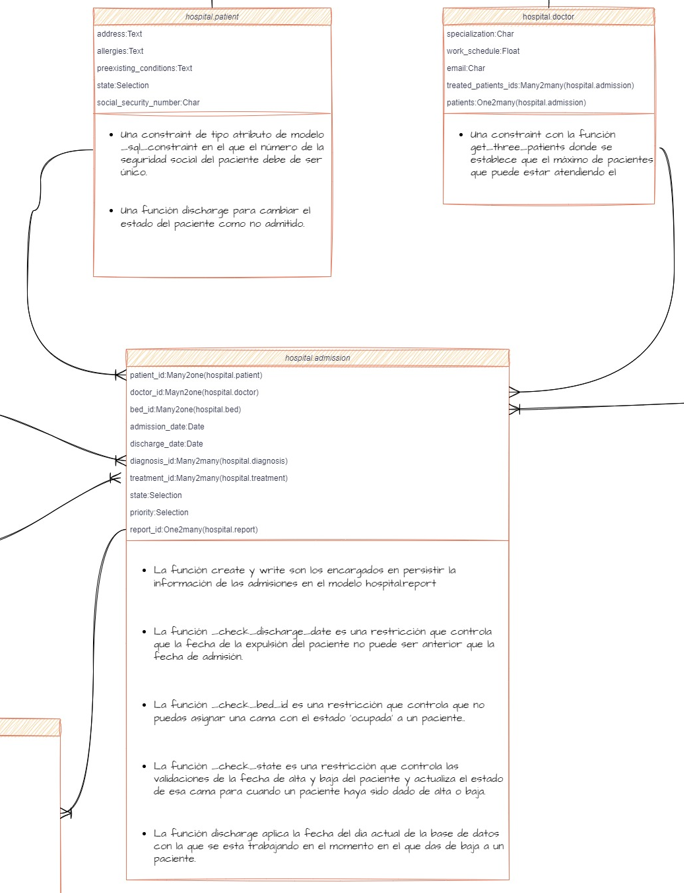 hospital.patient
address:Text
allergies:Text
preexisting_conditions:Text
state:Selection
social_security_number:Char
• Una constraint de tipo atributo de modelo
_sql_constraint en el que el número de la
seguridad social del paciente debe de ser
único.
• Una función discharge para cambiar el
estado del paciente como no admitido.
hospital.doctor
specialization:Char
work_schedule:Float
email:Char
treated_patients_ids:Many2many(hospital.admission)
patients:One2many(hospital.admission)
• Una constraint con la función
get_three_patients donde se
establece que el máximo de pacientes
que puede estar atendiendo el
hospital.admission
patient_id:Many2one(hospital.patient)
doctor_id:Mayn2one(hospital.doctor)
bed_id:Many2one(hospital.bed)
admission_date:Date
discharge_date:Date
diagnosis_id:Many2many(hospital.diagnosis)
treatment_id:Many2many(hospital.treatment)
state:Selection
priority:Selection
report_id:One2many(hospital.report)
• La función create y write son los encargados en persistir la
información de las admisiones en el modelo hospital.report
• La función _check_discharge_date es una restricción que controla
que la fecha de la expulsión del paciente no puede ser anterior que la
fecha de admisión.
• La función _check_bed_id es una restricción que controla que no
puedas asignar una cama con el estado 'ocupada' a un paciente..
• La función _check_state es una restricción que controla las
validaciones de la fecha de alta y baja del paciente y actualiza el estado
de esa cama para cuando un paciente haya sido dado de alta o baja.
• La función discharge aplica la fecha del día actual de la base de datos
con la que se esta trabajando en el momento en el que das de baja a un
paciente.